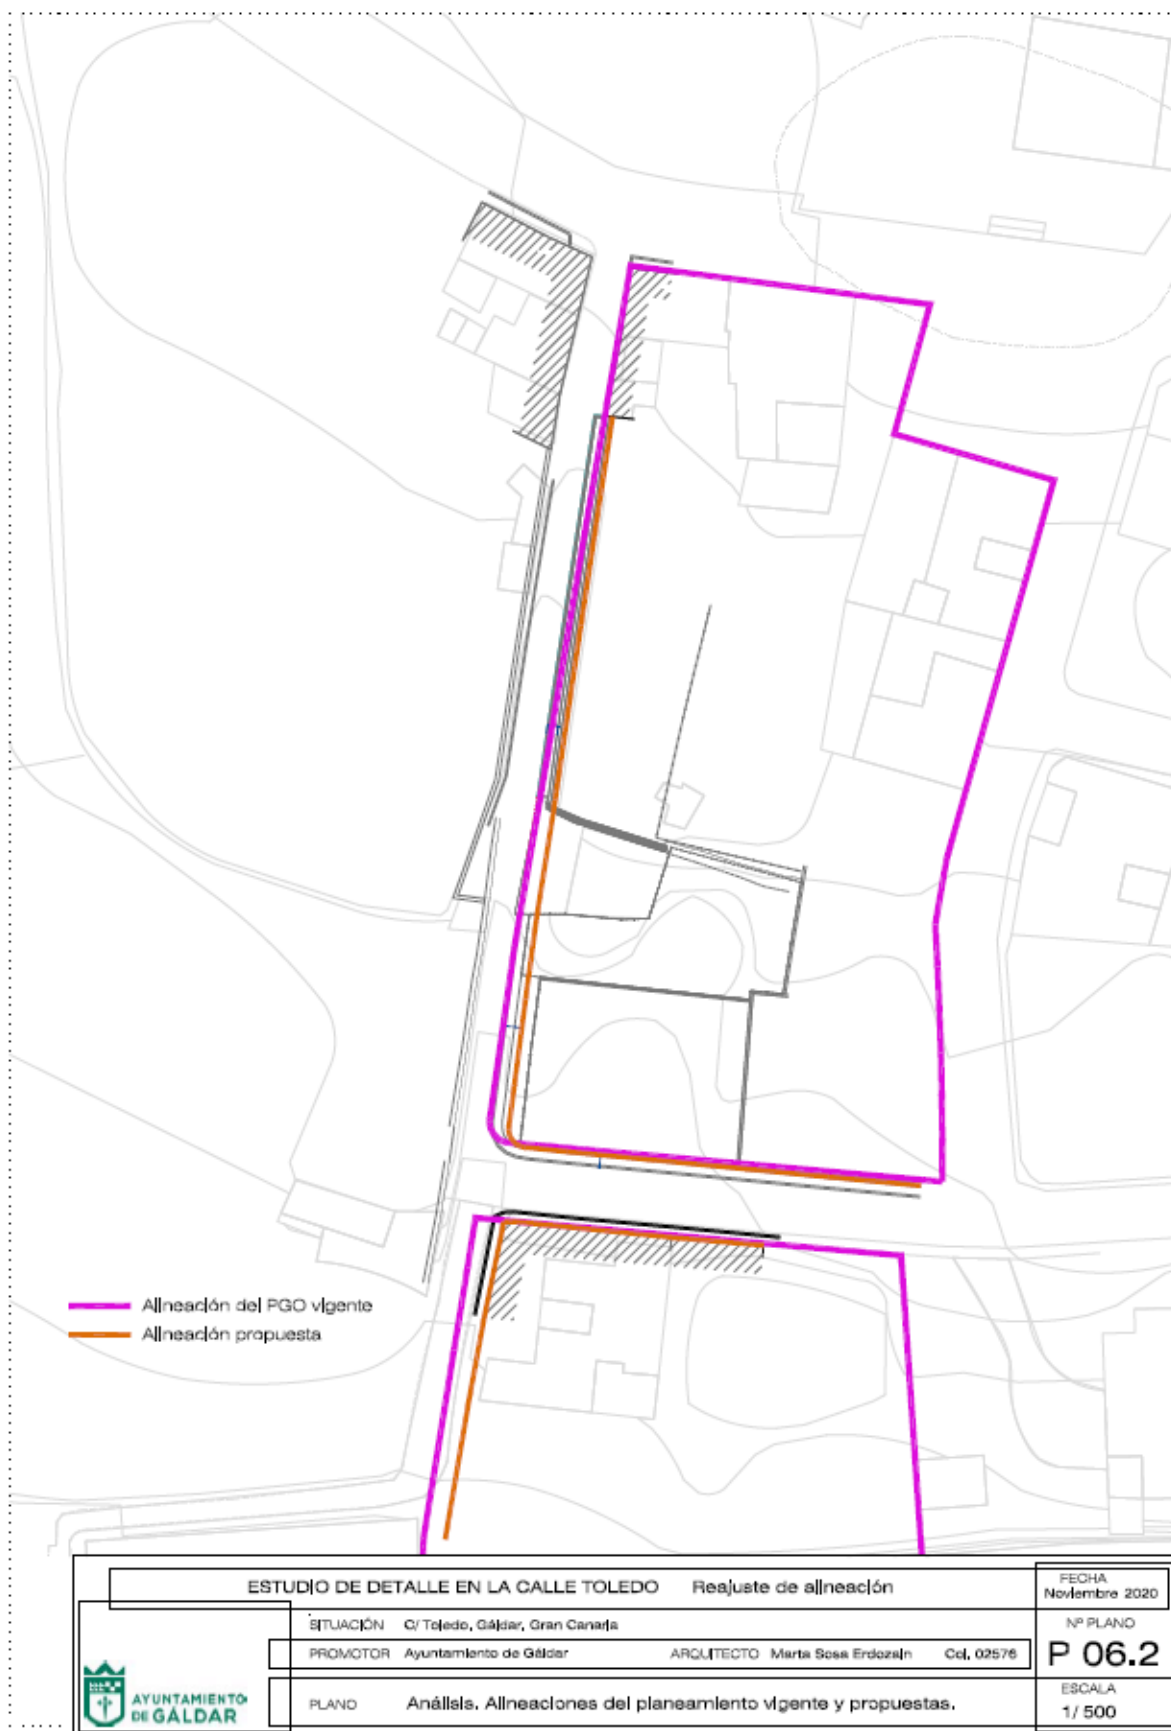 Alineación del PGO vigente
Alineación propuesta
ESTUDIO DE DETALLE EN LA CALLE TOLEDO Reajuste de alineación
FECHA
Noviembre 2020
SITUACIÓN C/ Toledo, Gáldar, Gran Canaria
Nº PLANO
P 06.2
PROMOTOR Ayuntamiento de Gáldar ARQUITECTO Marta Sosa Erdozain Col. 02576
ESCALA
1/ 500
PLANO Análisis. Alineaciones del planeamiento vigente y propuestas.
AYUNTAMIENTO
DE GÁLDAR